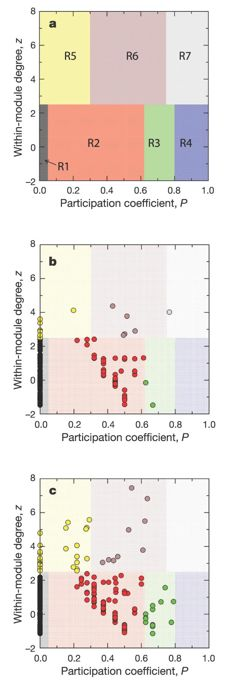 a
8
6
4
2
0
−2
R5
R6
R7
R2
R3
R4
R1
Within-module degree, z
0.0
0.2
0.4
0.6
0.8
1.0
Participation coefficient, P
b
8
6
4
2
0
−2
Within-module degree, z
0.0
0.2
0.4
0.6
0.8
1.0
Participation coefficient, P
c
8
6
4
2
0
−2
Within-module degree, z
0.0
0.2
0.4
0.6
0.8
1.0
Participation coefficient, P